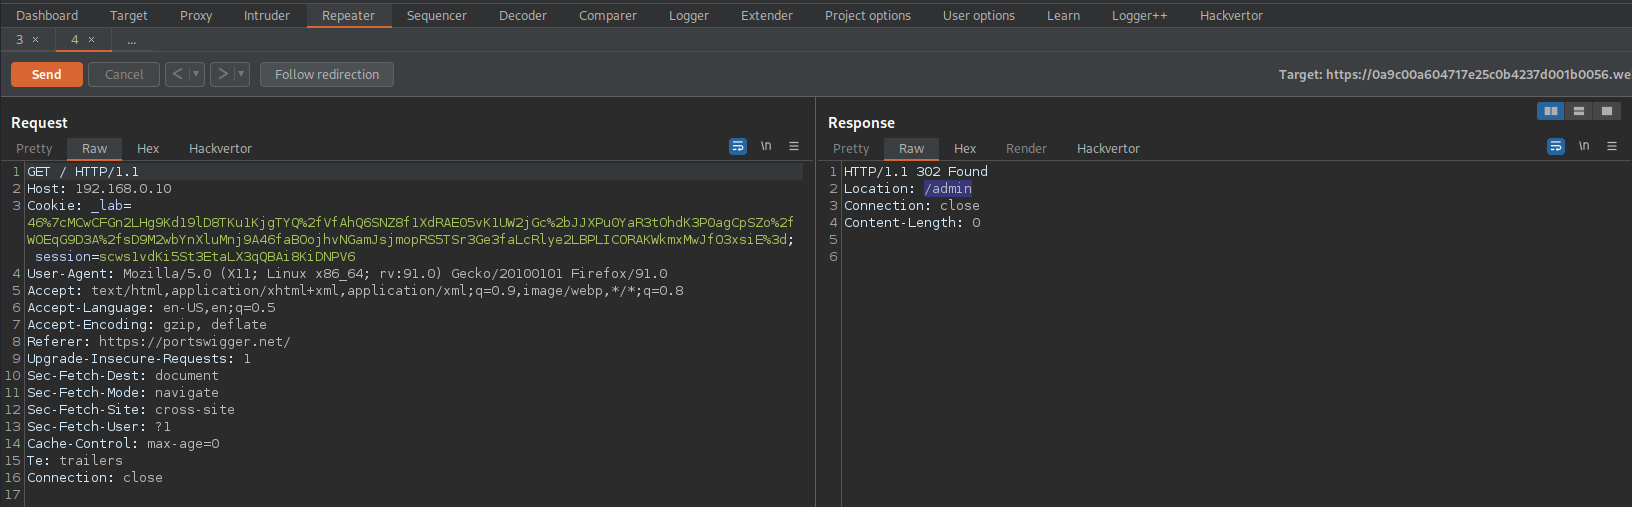 Dashboard Target Proxy Intruder Repeater Sequencer Decoder Comparer Logger Extender Project options User options Learn Logger++ Hackvertor
3 × 4 × ...
Send Cancel < > Follow redirection Target: https://0a9c00a604717e25c0b4237d001b0056.we
Request
Pretty Raw Hex Hackvertor \n
1 GET / HTTP/1.1
2 Host: 192.168.0.10
3 Cookie: _lab=
46%7cMCwCFGn2LHg9Kd19lD8TKu1KjgTYQ%2fVfAhQ6SNZ8f1XdRAE05vK1UW2jGc%2bJJXPu0YaR3tOhdK3P0agCpSZo%2f
WOEqG9D3A%2fsD9M2wbYnXluMnj9A46faBOojhvNGamJsjmopRS5TSr3Ge3faLcRlye2LBPLICORAKWkmxMwJfO3xsiE%3d;
session=scws1vdKi5St3EtaLX3qQBAi8KiDNPV6
4 User-Agent: Mozilla/5.0 (X11; Linux x86_64; rv:91.0) Gecko/20100101 Firefox/91.0
5 Accept: text/html,application/xhtml+xml,application/xml;q=0.9,image/webp,*/*;q=0.8
6 Accept-Language: en-US,en;q=0.5
7 Accept-Encoding: gzip, deflate
8 Referer: https://portswigger.net/
9 Upgrade-Insecure-Requests: 1
10 Sec-Fetch-Dest: document
11 Sec-Fetch-Mode: navigate
12 Sec-Fetch-Site: cross-site
13 Sec-Fetch-User: ?1
14 Cache-Control: max-age=0
15 Te: trailers
16 Connection: close
17
Response
Pretty Raw Hex Render Hackvertor \n
1 HTTP/1.1 302 Found
2 Location: /admin
3 Connection: close
4 Content-Length: 0
5
6